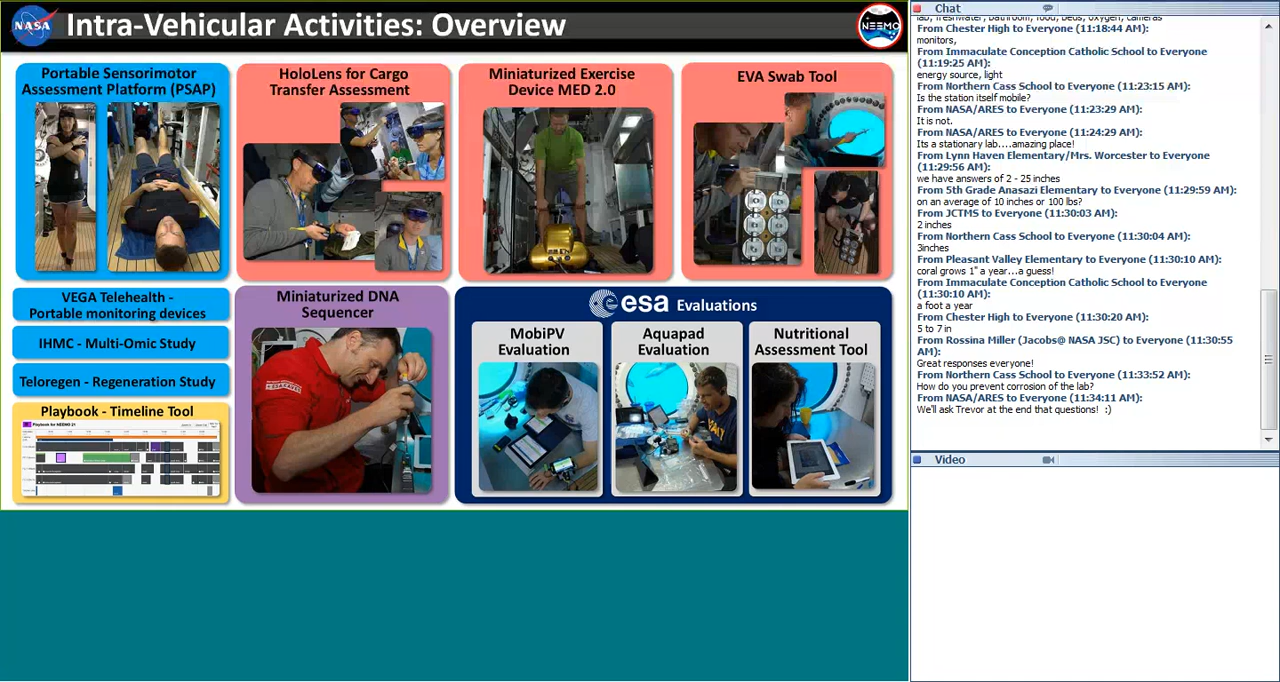 NASA
Intra-Vehicular Activities: Overview
NEEMO
Portable Sensorimotor
Assessment Platform (PSAP)
HoloLens for Cargo
Transfer Assessment
Miniaturized Exercise
Device MED 2.0
EVA Swab Tool
VEGA Telehealth -
Portable monitoring devices
IHMC - Multi-Omic Study
Teloregen - Regeneration Study
Playbook - Timeline Tool
Playbook for NEEMO 21
Miniaturized DNA
Sequencer
esa Evaluations
MobiPV
Evaluation
Aquapad
Evaluation
Nutritional
Assessment Tool
NAVY
Chat
lab, freshwater, bathroom, food, beds, oxygen, cameras
From Chester High to Everyone (11:18:44 AM):
monitors,
From Immaculate Conception Catholic School to Everyone
(11:19:25 AM):
energy source, light
From Northern Cass School to Everyone (11:23:15 AM):
Is the station itself mobile?
From NASA/ARES to Everyone (11:23:29 AM):
It is not.
From NASA/ARES to Everyone (11:24:29 AM):
Its a stationary lab....amazing place!
From Lynn Haven Elementary/Mrs. Worcester to Everyone
(11:29:56 AM):
we have answers of 2 - 25 inches
From 5th Grade Anasazi Elementary to Everyone (11:29:59 AM):
on an average of 10 inches or 100 lbs?
From JCTMS to Everyone (11:30:03 AM):
2 inches
From Northern Cass School to Everyone (11:30:04 AM):
3inches
From Pleasant Valley Elementary to Everyone (11:30:10 AM):
coral grows 1" a year...a guess!
From Immaculate Conception Catholic School to Everyone
(11:30:10 AM):
a foot a year
From Chester High to Everyone (11:30:20 AM):
5 to 7 in
From Rossina Miller (Jacobs@ NASA JSC) to Everyone (11:30:55
AM):
Great responses everyone!
From Northern Cass School to Everyone (11:33:52 AM):
How do you prevent corrosion of the lab?
From NASA/ARES to Everyone (11:34:11 AM):
We'll ask Trevor at the end that questions! :)
Video